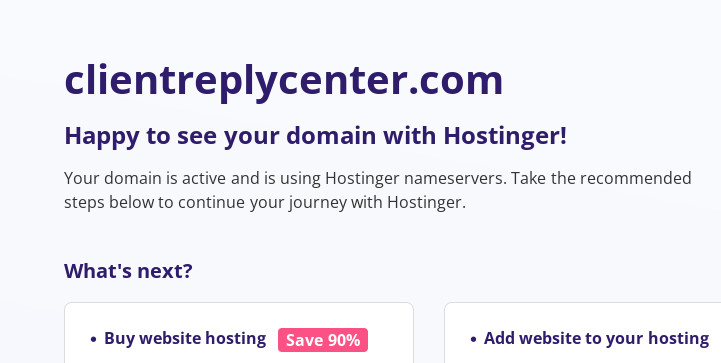 clientreplycenter.com
Happy to see your domain with Hostinger!
Your domain is active and is using Hostinger nameservers. Take the recommended
steps below to continue your journey with Hostinger.
What's next?
• Buy website hosting Save 90%
• Add website to your hosting